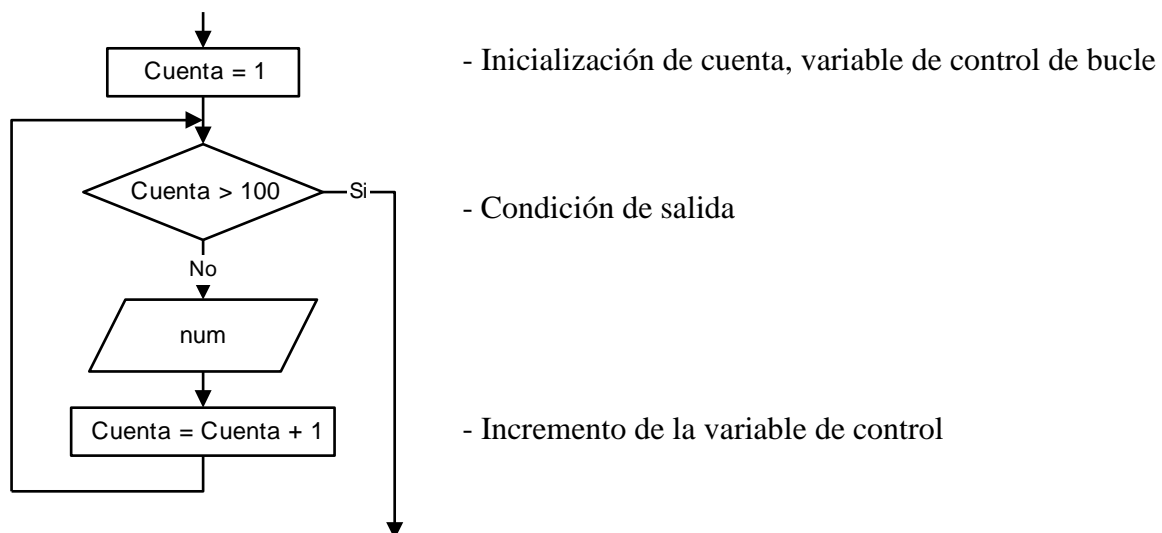 Cuenta = 1
- Inicialización de cuenta, variable de control de bucle
Cuenta > 100
Si
- Condición de salida
No
num
Cuenta = Cuenta + 1
- Incremento de la variable de control